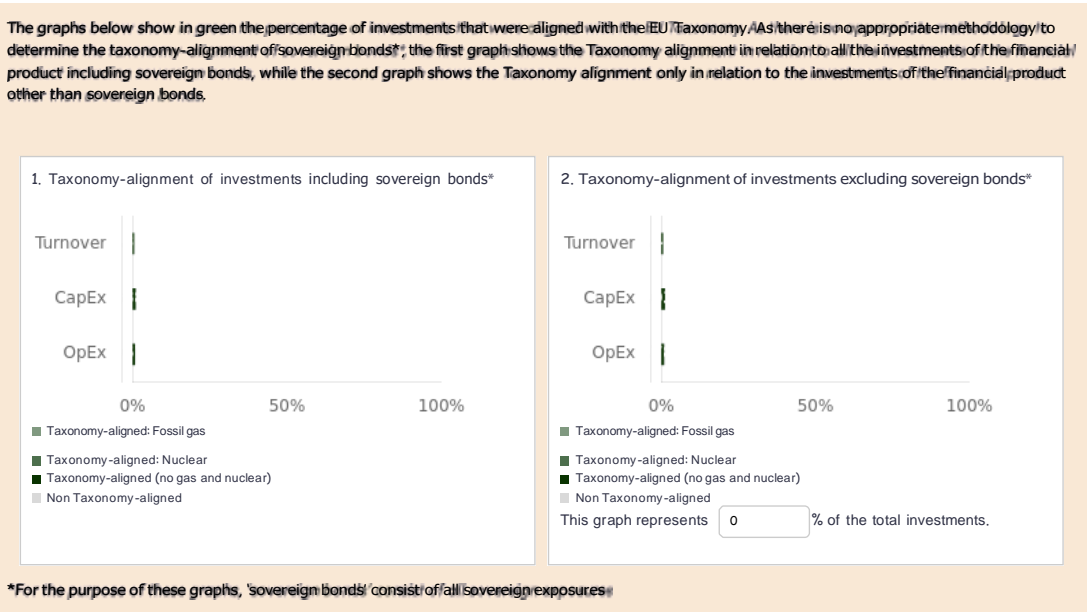 The graphs below show in green the percentage of investments that were aligned with the EU Taxonomy. As there is no appropriate methodology to
determine the taxonomy-alignment of sovereign bonds*, the first graph shows the Taxonomy alignment in relation to all the investments of the financial
product including sovereign bonds, while the second graph shows the Taxonomy alignment only in relation to the investments of the financial product
other than sovereign bonds.
1. Taxonomy-alignment of investments including sovereign bonds*
Turnover
CapEx
OpEx
0% 50% 100%
Taxonomy-aligned: Fossil gas
Taxonomy-aligned: Nuclear
Taxonomy-aligned (no gas and nuclear)
Non Taxonomy-aligned
2. Taxonomy-alignment of investments excluding sovereign bonds*
Turnover
CapEx
OpEx
0% 50% 100%
Taxonomy-aligned: Fossil gas
Taxonomy-aligned: Nuclear
Taxonomy-aligned (no gas and nuclear)
Non Taxonomy-aligned
This graph represents 0 % of the total investments.
*For the purpose of these graphs, 'sovereign bonds' consist of all sovereign exposures